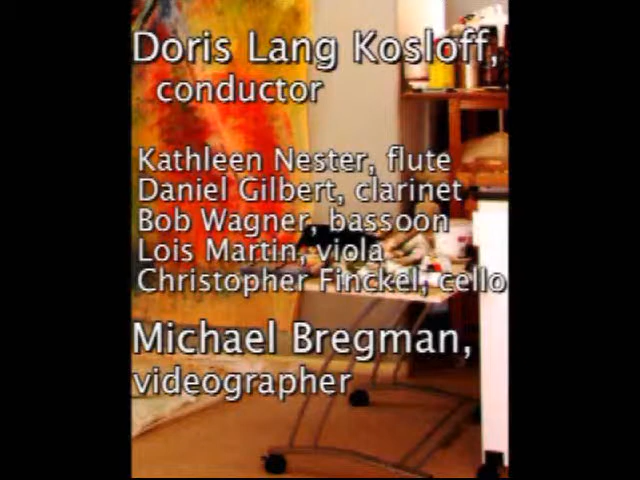 Doris Lang Kosloff,
conductor
Kathleen Nester, flute
Daniel Gilbert, clarinet
Bob Wagner, bassoon
Lois Martin, viola
Christopher Finckel, cello
Michael Bregman,
videographer